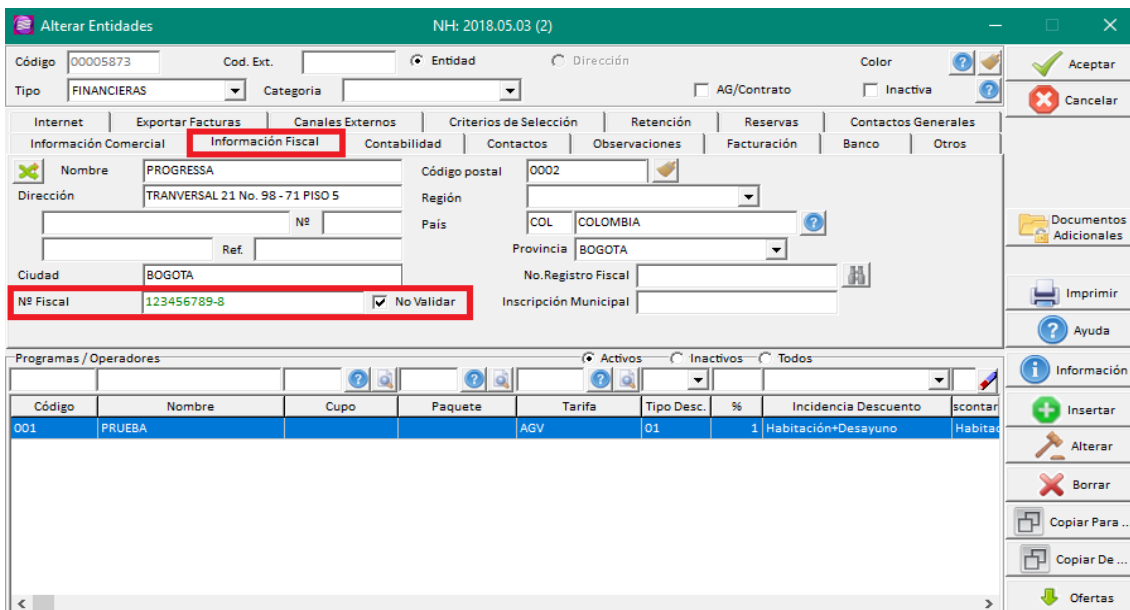 Alterar Entidades NH: 2018.05.03 (2)
Código 00005873 Cod. Ext. Entidad Dirección Color
Tipo FINANCIERAS Categoria AG/Contrato Inactiva
Aceptar
Cancelar
Internet Exportar Facturas Canales Externos Criterios de Selección Retención Reservas Contactos Generales
Información Comercial Información Fiscal Contabilidad Contactos Observaciones Facturación Banco Otros
Nombre PROGRESSA Código postal 0002
Dirección TRANVERSAL 21 No. 98 - 71 PISO 5 Región
Nº País COL COLOMBIA
Ref. Provincia BOGOTA
Ciudad BOGOTA No.Registro Fiscal
Nº Fiscal 123456789-8 No Validar Inscripción Municipal
Documentos
Adicionales
Imprimir
Ayuda
Programas / Operadores Activos Inactivos Todos
Código Nombre Cupo Paquete Tarifa Tipo Desc. % Incidencia Descuento scontar
001 PRUEBA AGV 01 1 Habitación+Desayuno Habitac
Información
Insertar
Alterar
Borrar
Copiar Para ..
Copiar De ...
Ofertas